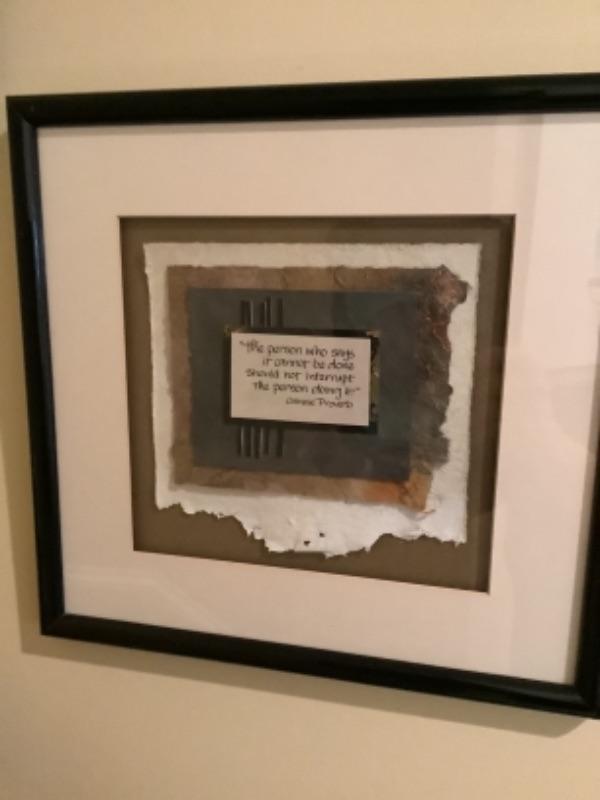 "The person who says
it cannot be done
should not interrupt
The person doing it"
Chinese Proverb